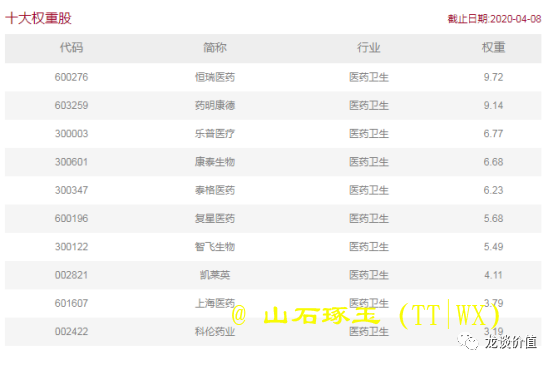 十大权重股 截止日期:2020-04-08
代码 简称 行业 权重
600276 恒瑞医药 医药卫生 9.72
603259 药明康德 医药卫生 9.14
300003 乐普医疗 医药卫生 6.77
300601 康泰生物 医药卫生 6.68
300347 泰格医药 医药卫生 6.23
600196 复星医药 医药卫生 5.68
300122 智飞生物 医药卫生 5.49
002821 凯莱英 医药卫生 4.11
601607 上海医药 医药卫生 3.79
@ 山石琢玉 (TT|WX)
002422 科伦药业 医药卫生 3.19
龙谈价值